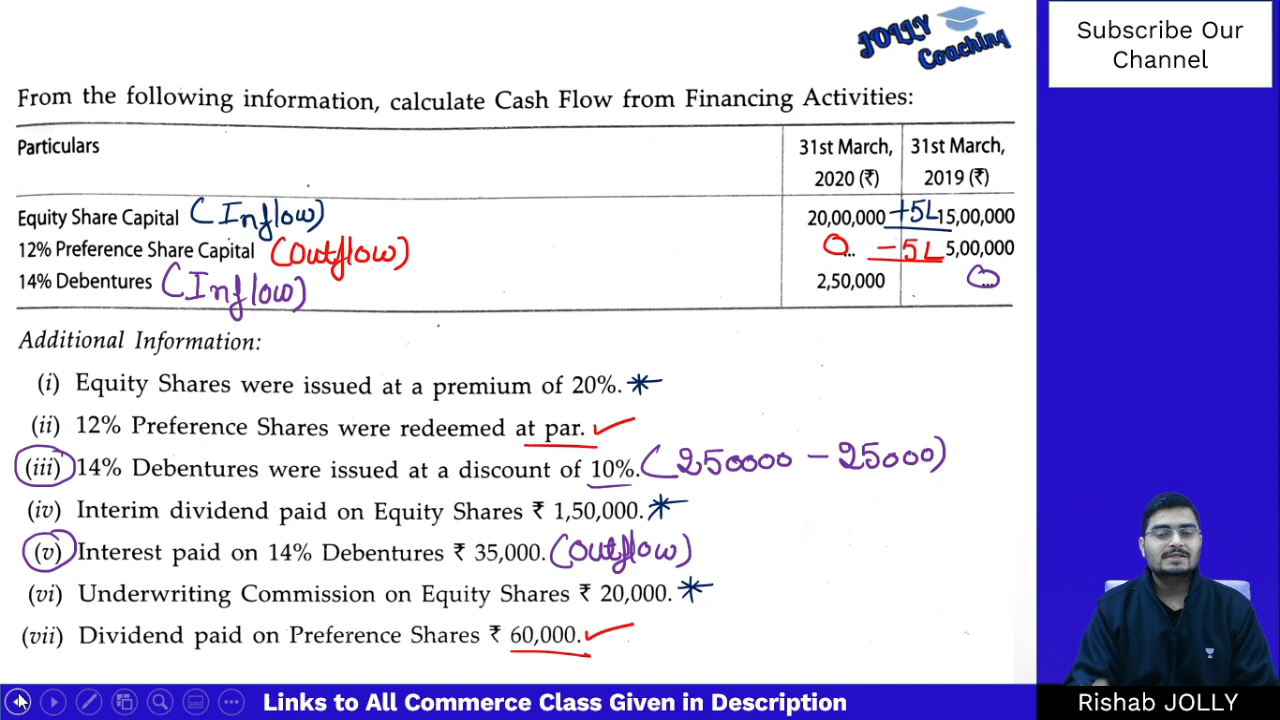 JOLLY
Coaching
Subscribe Our
Channel
From the following information, calculate Cash Flow from Financing Activities:
Particulars 31st March, 2020 (₹) 31st March, 2019 (₹)
Equity Share Capital (Inflow) 20,00,000 +5L 15,00,000
12% Preference Share Capital (Outflow) 0 ... -5L 5,00,000
14% Debentures (Inflow) 2,50,000 0 ...
Additional Information:
(i) Equity Shares were issued at a premium of 20%. *
(ii) 12% Preference Shares were redeemed at par. ✓
(iii) 14% Debentures were issued at a discount of 10%. (250000 - 25000)
(iv) Interim dividend paid on Equity Shares ₹ 1,50,000. *
(v) Interest paid on 14% Debentures ₹ 35,000. (Outflow)
(vi) Underwriting Commission on Equity Shares ₹ 20,000. *
(vii) Dividend paid on Preference Shares ₹ 60,000. ✓
Links to All Commerce Class Given in Description
Rishab JOLLY